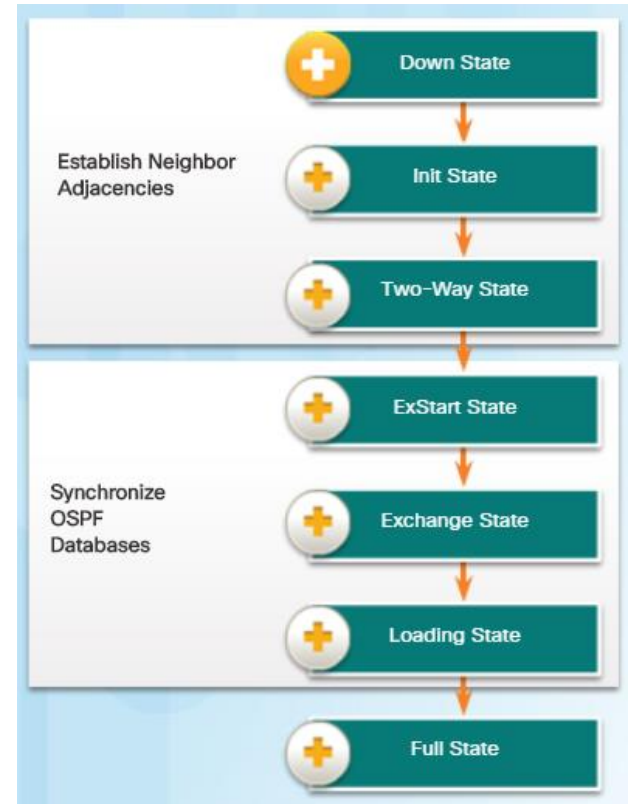 Down State
Establish Neighbor
Adjacencies
Init State
Two-Way State
ExStart State
Synchronize
OSPF
Databases
Exchange State
Loading State
Full State